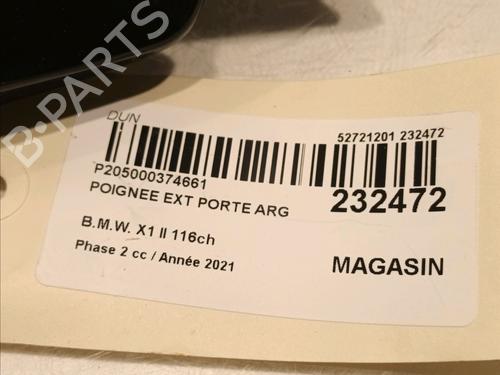 B-PARTS
DUN
52721201 232472
P205000374661
POIGNEE EXT PORTE ARG
232472
B.M.W. X1 II 116ch
Phase 2 cc / Année 2021
MAGASIN